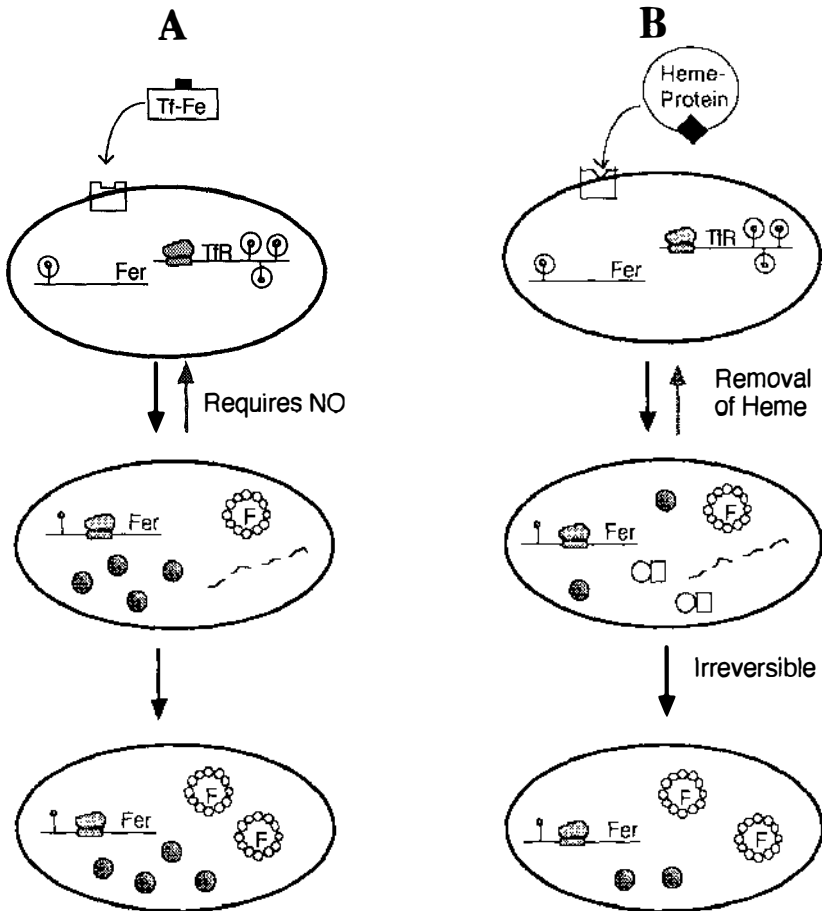 A
Tf-Fe
TfR
Fer
Requires NO
Fer
F
Fer
F
F
B
Heme-
Protein
TfR
Fer
Removal
of Heme
Fer
F
Irreversible
Fer
F
F